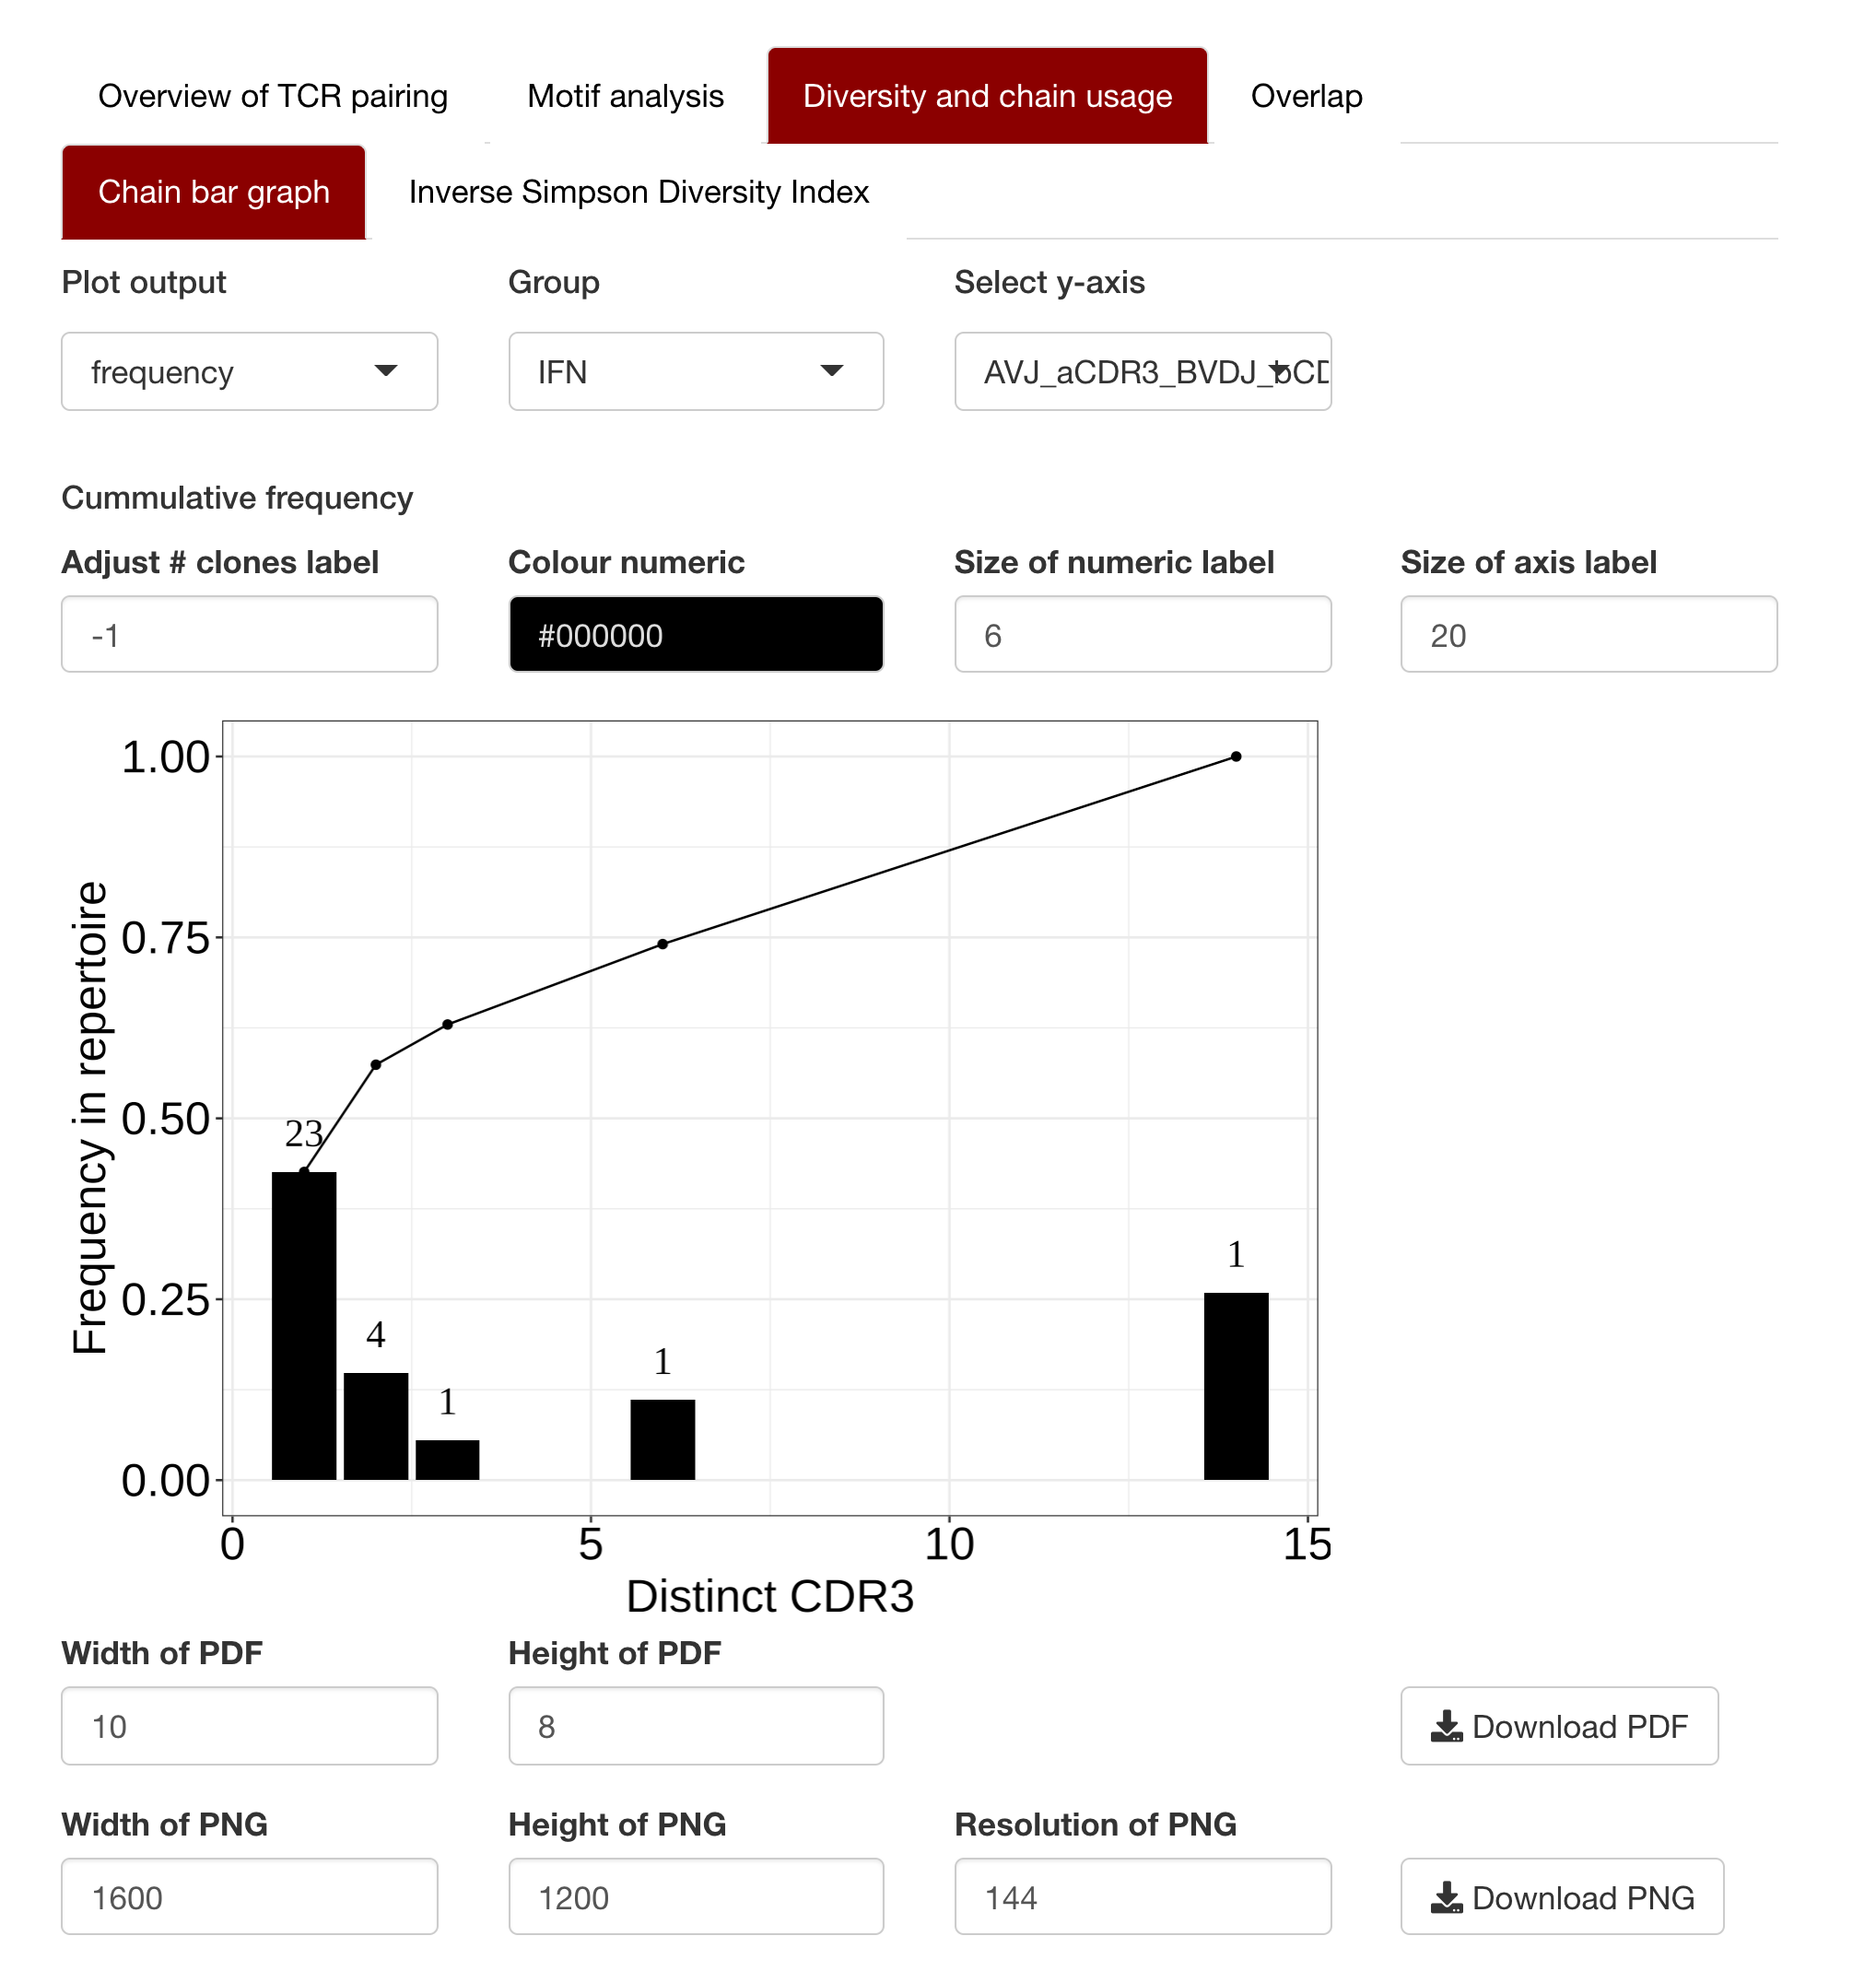 Overview of TCR pairing Motif analysis Diversity and chain usage Overlap
Chain bar graph Inverse Simpson Diversity Index
Plot output Group Select y-axis
frequency IFN AVJ_aCDR3_BVDJ_bCD
Cummulative frequency
Adjust # clones label Colour numeric Size of numeric label Size of axis label
-1 #000000 6 20
1.00
0.75
0.50
0.25
0.00
Frequency in repertoire
23
4
1
1
1
0 5 10 15
Distinct CDR3
Width of PDF Height of PDF
10 8 Download PDF
Width of PNG Height of PNG Resolution of PNG
1600 1200 144 Download PNG